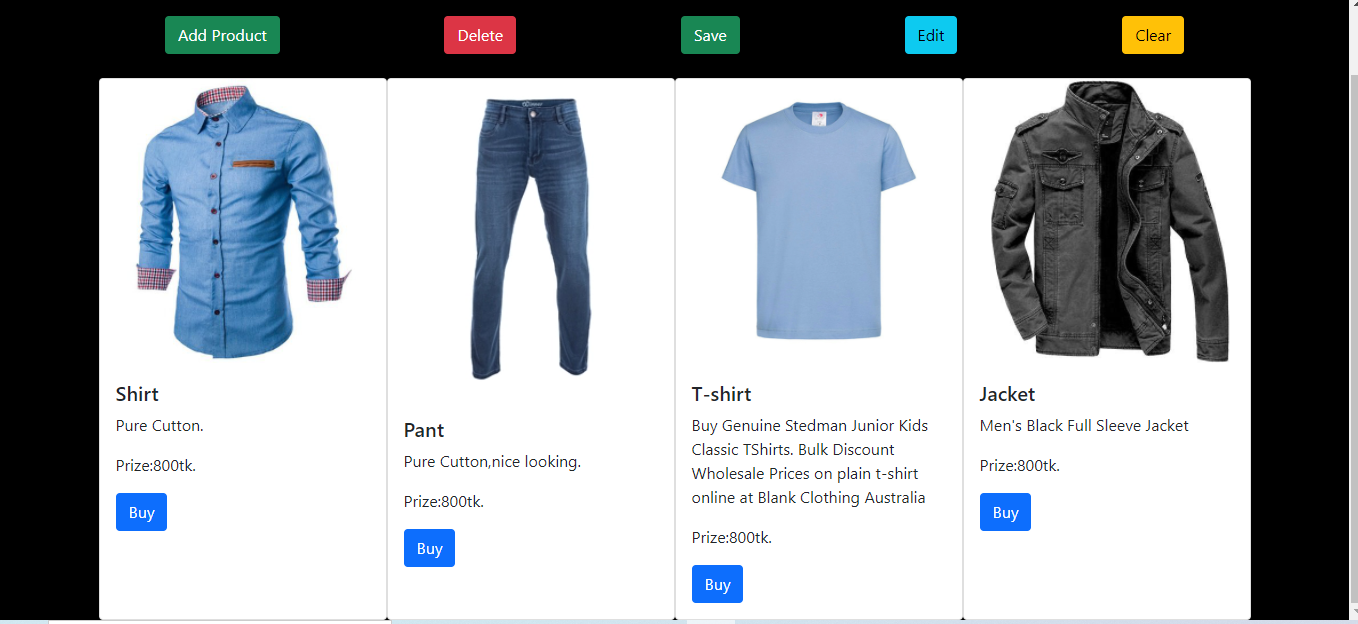 Add Product
Delete
Save
Edit
Clear
Shirt
Pure Cutton.
Prize:800tk.
Buy
Pant
Pure Cutton,nice looking.
Prize:800tk.
Buy
T-shirt
Buy Genuine Stedman Junior Kids
Classic TShirts. Bulk Discount
Wholesale Prices on plain t-shirt
online at Blank Clothing Australia
Prize:800tk.
Buy
Jacket
Men's Black Full Sleeve Jacket
Prize:800tk.
Buy